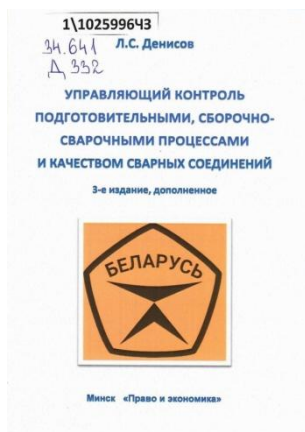 1\1025996ЧЗ
34.641
Д 332
Л.С. Денисов
УПРАВЛЯЮЩИЙ КОНТРОЛЬ
ПОДГОТОВИТЕЛЬНЫМИ, СБОРОЧНО-
СВАРОЧНЫМИ ПРОЦЕССАМИ
И КАЧЕСТВОМ СВАРНЫХ СОЕДИНЕНИЙ
3-е издание, дополненное
БЕЛАРУСЬ
Минск «Право и экономика»